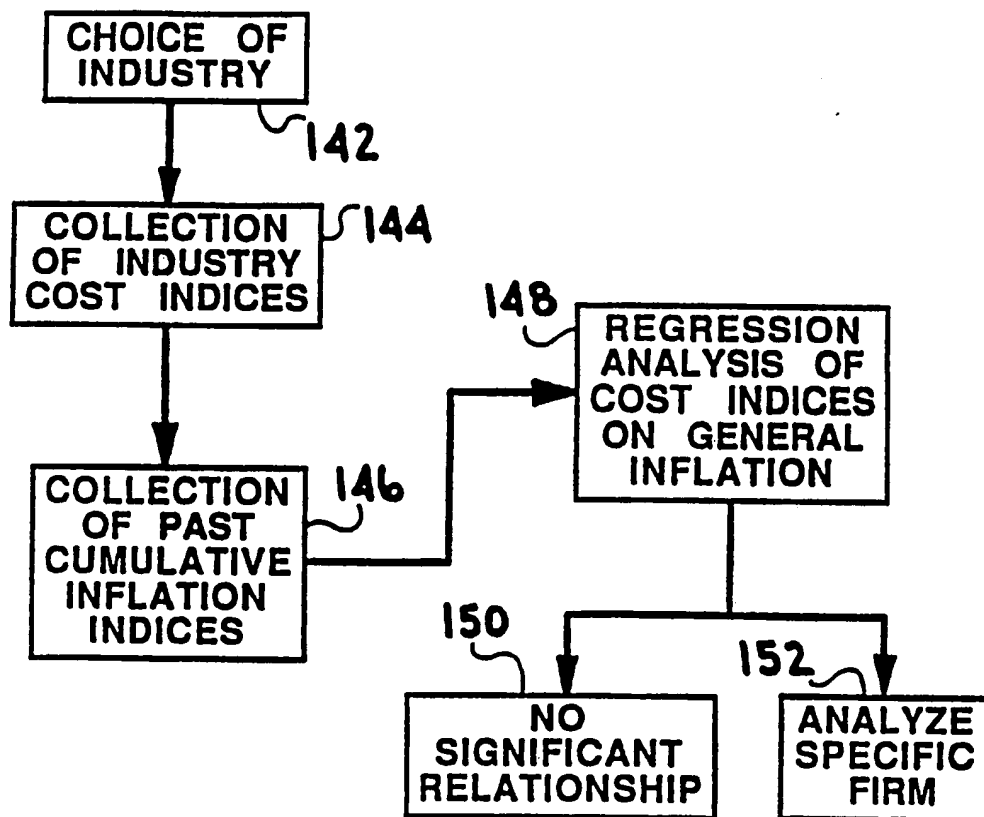 CHOICE OF
INDUSTRY
142
COLLECTION
OF INDUSTRY
COST INDICES
144
COLLECTION
OF PAST
CUMULATIVE
INFLATION
INDICES
146
148
REGRESSION
ANALYSIS OF
COST INDICES
ON GENERAL
INFLATION
150
NO
SIGNIFICANT
RELATIONSHIP
152
ANALYZE
SPECIFIC
FIRM